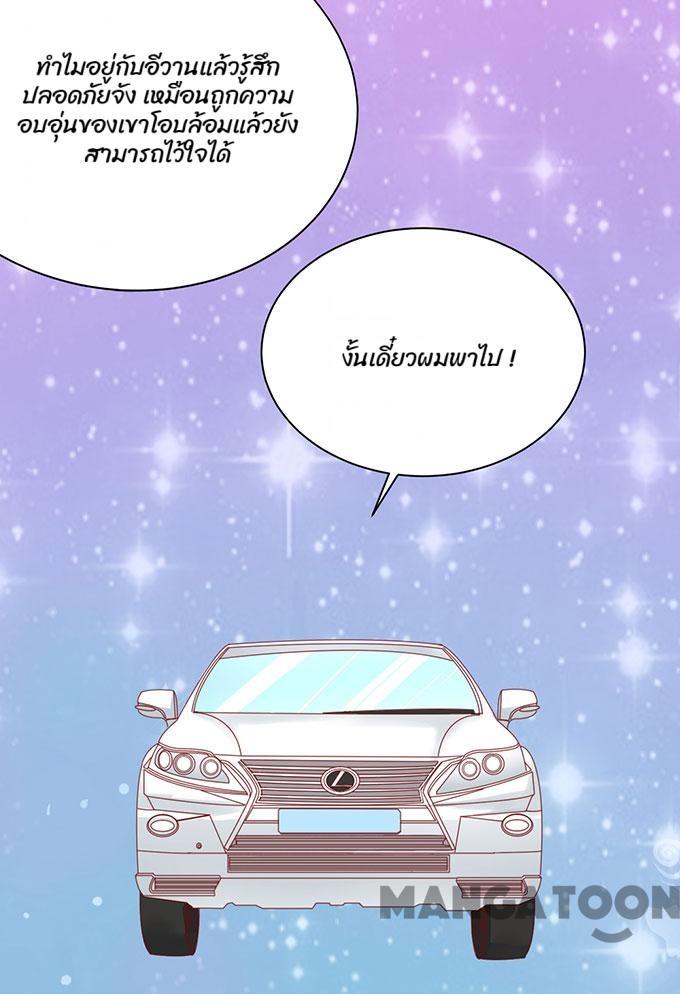 ทำไมอยู่กับอีวานแล้วรู้สึก
ปลอดภัยจัง เหมือนถูกความ
อบอุ่นของเขาโอบล้อมแล้วยัง
สามารถไว้ใจได้
งั้นเดี๋ยวผมพาไป !
MANGATOON